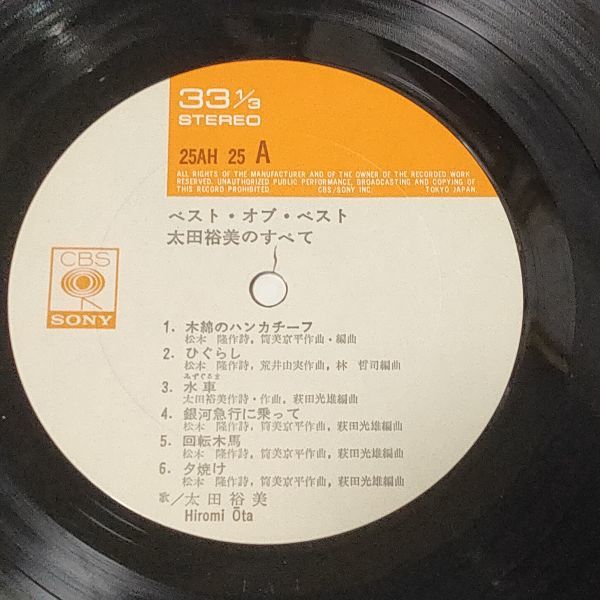 33 1/3
STEREO
25AH 25 A
ALL RIGHTS OF THE MANUFACTURER AND OF THE OWNER OF THE RECORDED WORK
RESERVED. UNAUTHORIZED PUBLIC PERFORMANCE, BROADCASTING AND COPYING OF
THIS RECORD PROHIBITED. CBS/SONY INC. TOKYO JAPAN.
ベスト・オブ・ベスト
太田裕美のすべて
CBS
SONY
1. 木綿のハンカチーフ
松本 隆作詩, 筒美京平作曲・編曲
2. ひぐらし
松本 隆作詩, 荒井由実作曲, 林 哲司編曲
みずぐるま
3. 水車
太田裕美作詩・作曲, 萩田光雄編曲
4. 銀河急行に乗って
松本 隆作詩, 筒美京平作曲, 萩田光雄編曲
5. 回転木馬
松本 隆作詩, 筒美京平作曲, 萩田光雄編曲
6. 夕焼け
松本 隆作詩, 筒美京平作曲, 萩田光雄編曲
歌/太田裕美
Hiromi Ōta